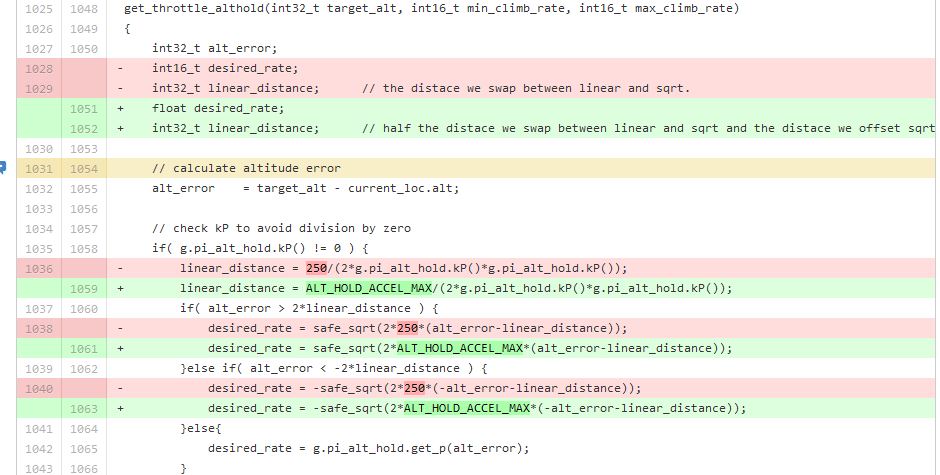 1025 1048 get_throttle_althold(int32_t target_alt, int16_t min_climb_rate, int16_t max_climb_rate)
1026 1049 {
1027 1050 int32_t alt_error;
1028 - int16_t desired_rate;
1029 - int32_t linear_distance; // the distace we swap between linear and sqrt.
1051 + float desired_rate;
1052 + int32_t linear_distance; // half the distace we swap between linear and sqrt and the distace we offset sqrt
1030 1053
1031 1054 // calculate altitude error
1032 1055 alt_error = target_alt - current_loc.alt;
1033 1056
1034 1057 // check kP to avoid division by zero
1035 1058 if( g.pi_alt_hold.kP() != 0 ) {
1036 - linear_distance = 250/(2*g.pi_alt_hold.kP()*g.pi_alt_hold.kP());
1059 + linear_distance = ALT_HOLD_ACCEL_MAX/(2*g.pi_alt_hold.kP()*g.pi_alt_hold.kP());
1037 1060 if( alt_error > 2*linear_distance ) {
1038 - desired_rate = safe_sqrt(2*250*(alt_error-linear_distance));
1061 + desired_rate = safe_sqrt(2*ALT_HOLD_ACCEL_MAX*(alt_error-linear_distance));
1039 1062 }else if( alt_error < -2*linear_distance ) {
1040 - desired_rate = -safe_sqrt(2*250*(-alt_error-linear_distance));
1063 + desired_rate = -safe_sqrt(2*ALT_HOLD_ACCEL_MAX*(-alt_error-linear_distance));
1041 1064 }else{
1042 1065 desired_rate = g.pi_alt_hold.get_p(alt_error);
1043 1066 }